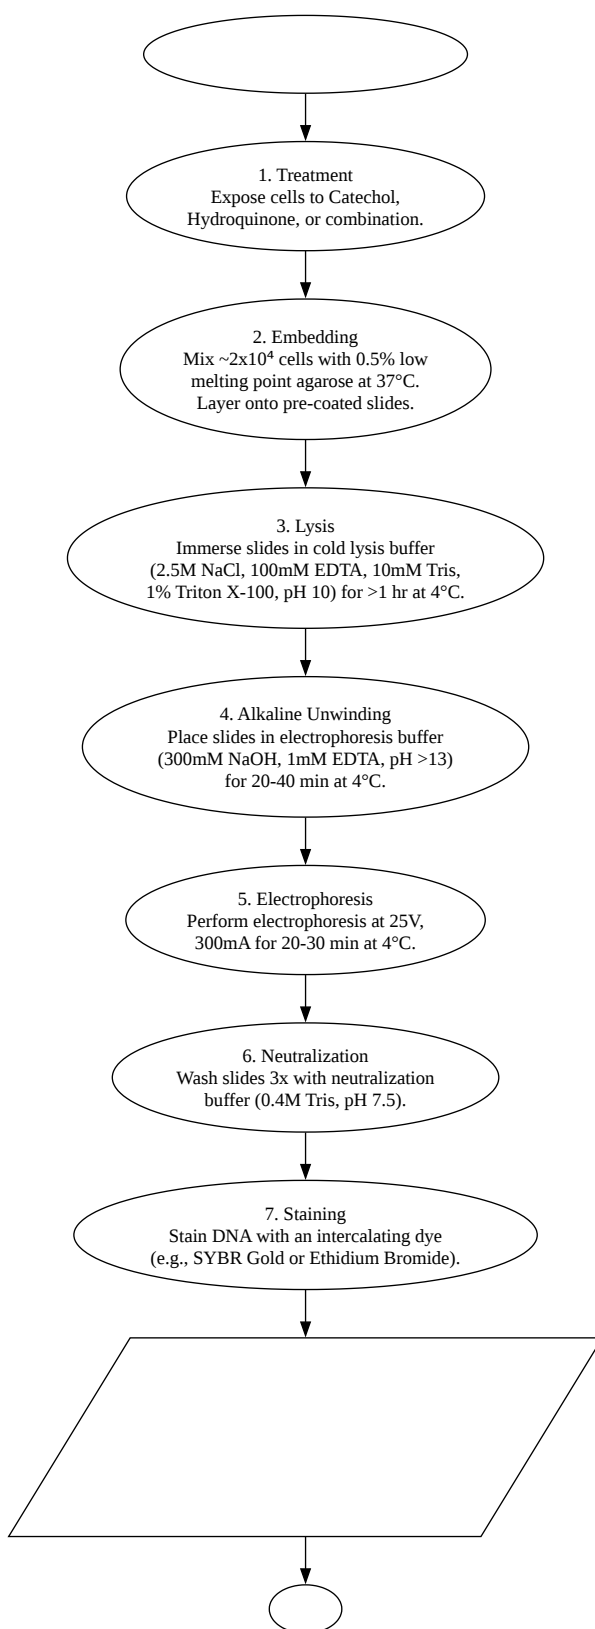 1. Treatment
Expose cells to Catechol,
Hydroquinone, or combination.
2. Embedding
Mix ~2x10⁴ cells with 0.5% low
melting point agarose at 37°C.
Layer onto pre-coated slides.
3. Lysis
Immerse slides in cold lysis buffer
(2.5M NaCl, 100mM EDTA, 10mM Tris,
1% Triton X-100, pH 10) for >1 hr at 4°C.
4. Alkaline Unwinding
Place slides in electrophoresis buffer
(300mM NaOH, 1mM EDTA, pH >13)
for 20-40 min at 4°C.
5. Electrophoresis
Perform electrophoresis at 25V,
300mA for 20-30 min at 4°C.
6. Neutralization
Wash slides 3x with neutralization
buffer (0.4M Tris, pH 7.5).
7. Staining
Stain DNA with an intercalating dye
(e.g., SYBR Gold or Ethidium Bromide).